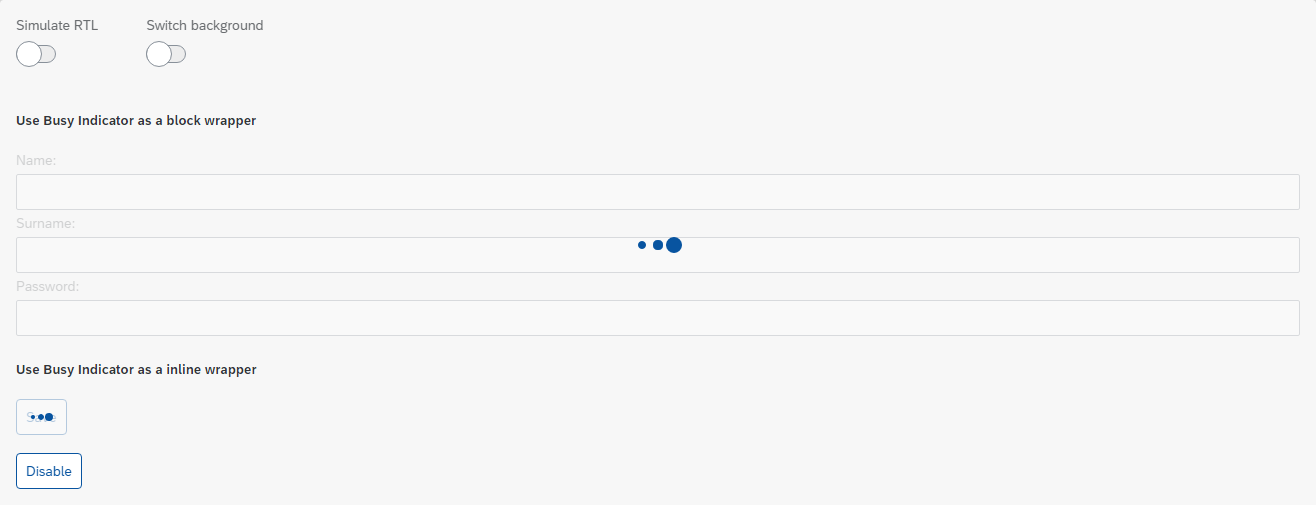 Simulate RTL Switch background
Use Busy Indicator as a block wrapper
Name:
Surname:
Password:
Use Busy Indicator as a inline wrapper
Disable